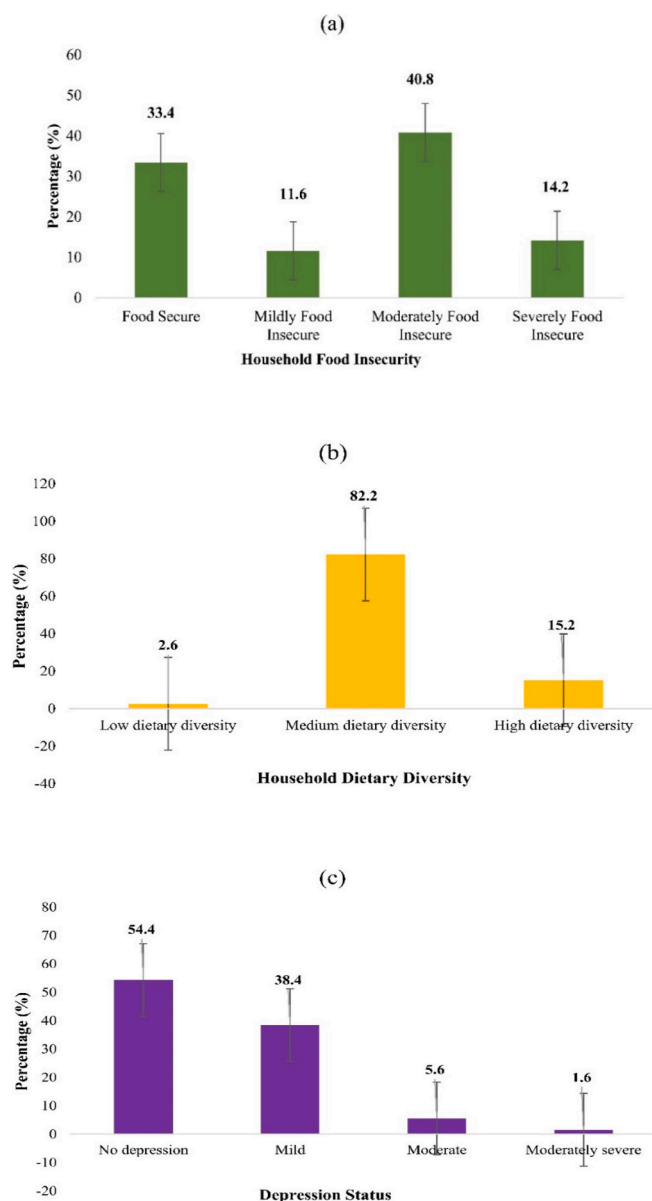 (a)
60
50
40
30
20
10
0
Percentage (%)
33.4
11.6
40.8
14.2
Food Secure
Mildly Food
Insecure
Moderately Food
Insecure
Severely Food
Insecure
Household Food Insecurity
(b)
120
100
80
60
40
20
0
-20
-40
Percentage (%)
2.6
82.2
15.2
Low dietary diversity
Medium dietary diversity
High dietary diversity
Household Dietary Diversity
(c)
80
70
60
50
40
30
20
10
0
-10
-20
Percentage (%)
54.4
38.4
5.6
1.6
No depression
Mild
Moderate
Moderately severe
Depression Status